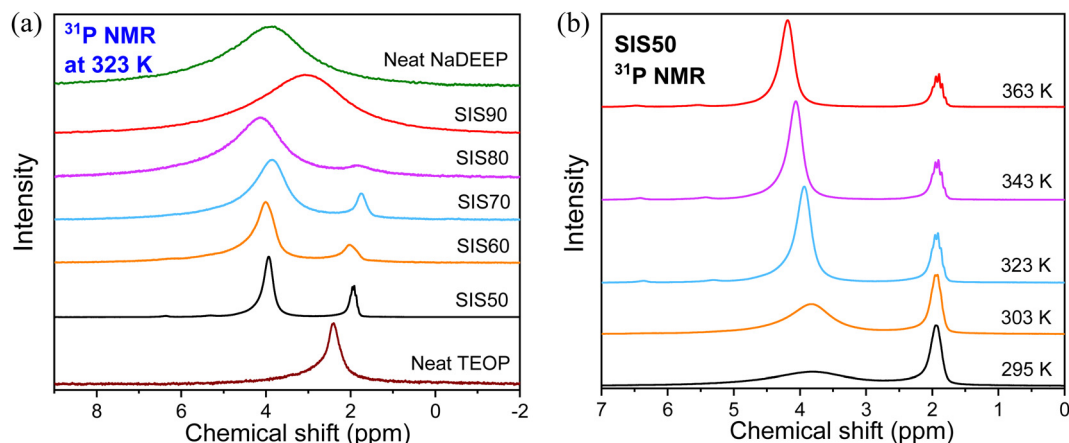 (a)
³¹P NMR
at 323 K
Neat NaDEEP
SIS90
SIS80
SIS70
SIS60
SIS50
Neat TEOP
Intensity
8 6 4 2 0 -2
Chemical shift (ppm)
(b)
SIS50
³¹P NMR
363 K
343 K
323 K
303 K
295 K
Intensity
7 6 5 4 3 2 1 0
Chemical shift (ppm)